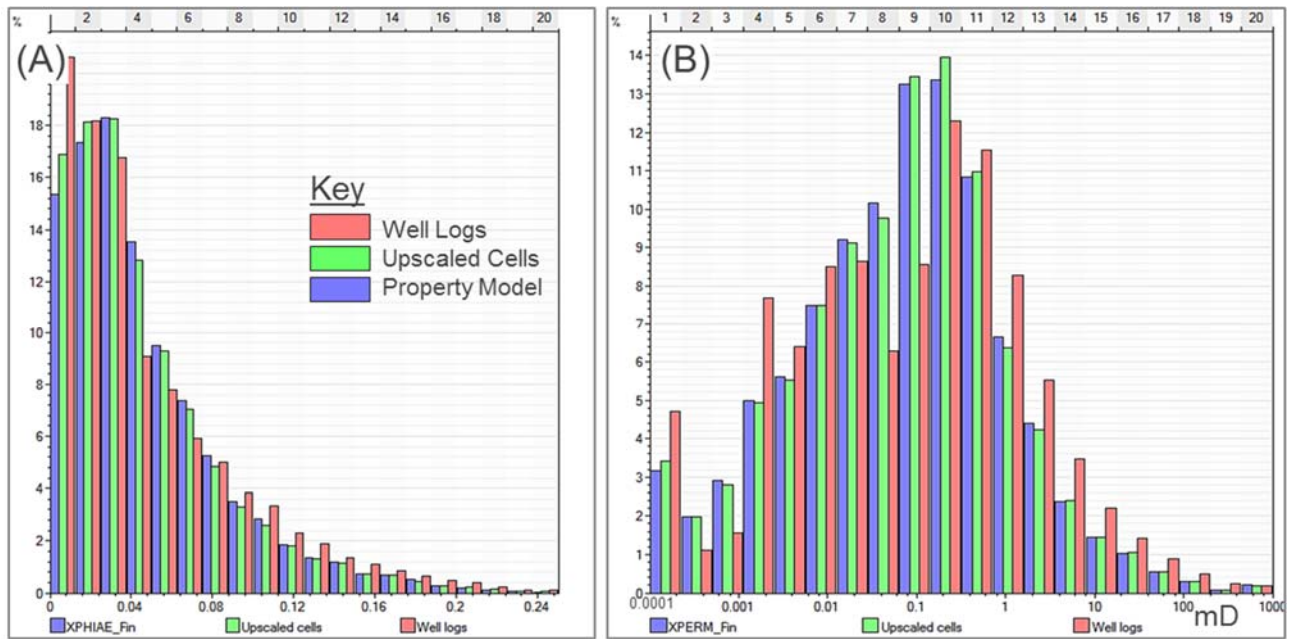 2 4 6 8 10 12 14 16 18 20
%
(A)
18
16
14
12
10
8
6
4
2
0
Key
Well Logs
Upscaled Cells
Property Model
0 0.04 0.08 0.12 0.16 0.2 0.24
XPHIAE_Fin Upscaled cells Well logs
1 2 3 4 5 6 7 8 9 10 11 12 13 14 15 16 17 18 19 20
%
(B)
14
13
12
11
10
9
8
7
6
5
4
3
2
1
0
0.0001 0.001 0.01 0.1 1 10 100 1000
mD
XPERM_Fin Upscaled cells Well logs